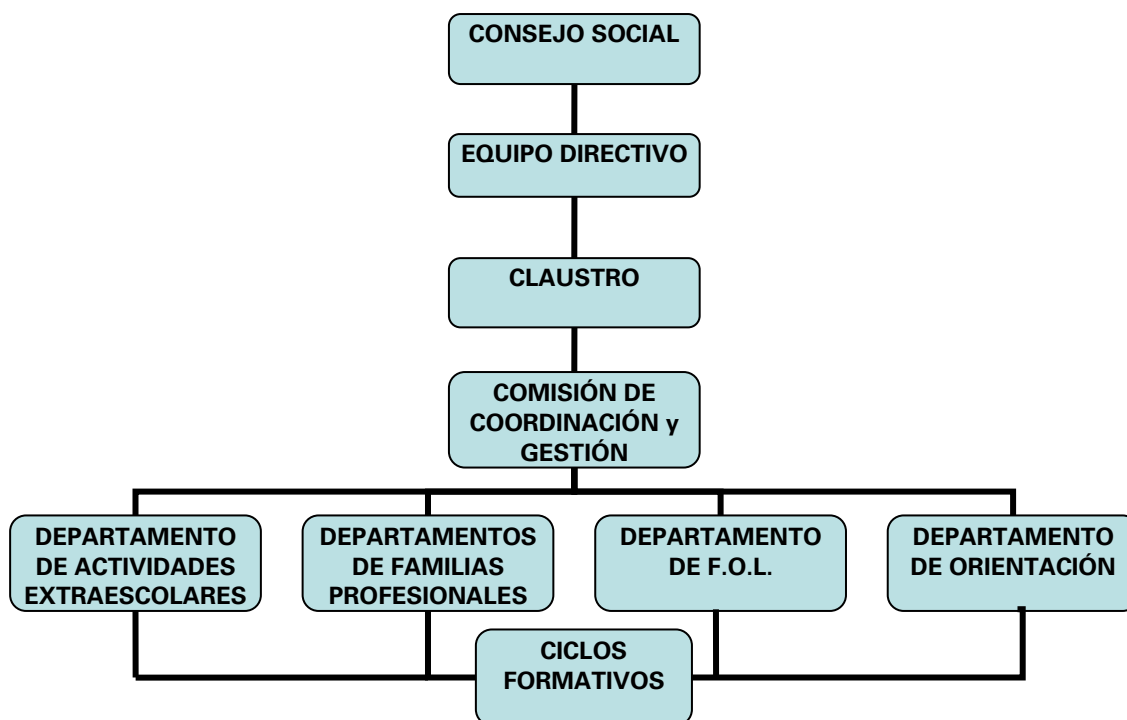 CONSEJO SOCIAL
EQUIPO DIRECTIVO
CLAUSTRO
COMISIÓN DE
COORDINACIÓN y
GESTIÓN
DEPARTAMENTO
DE ACTIVIDADES
EXTRAESCOLARES
DEPARTAMENTOS
DE FAMILIAS
PROFESIONALES
DEPARTAMENTO
DE F.O.L.
DEPARTAMENTO
DE ORIENTACIÓN
CICLOS
FORMATIVOS